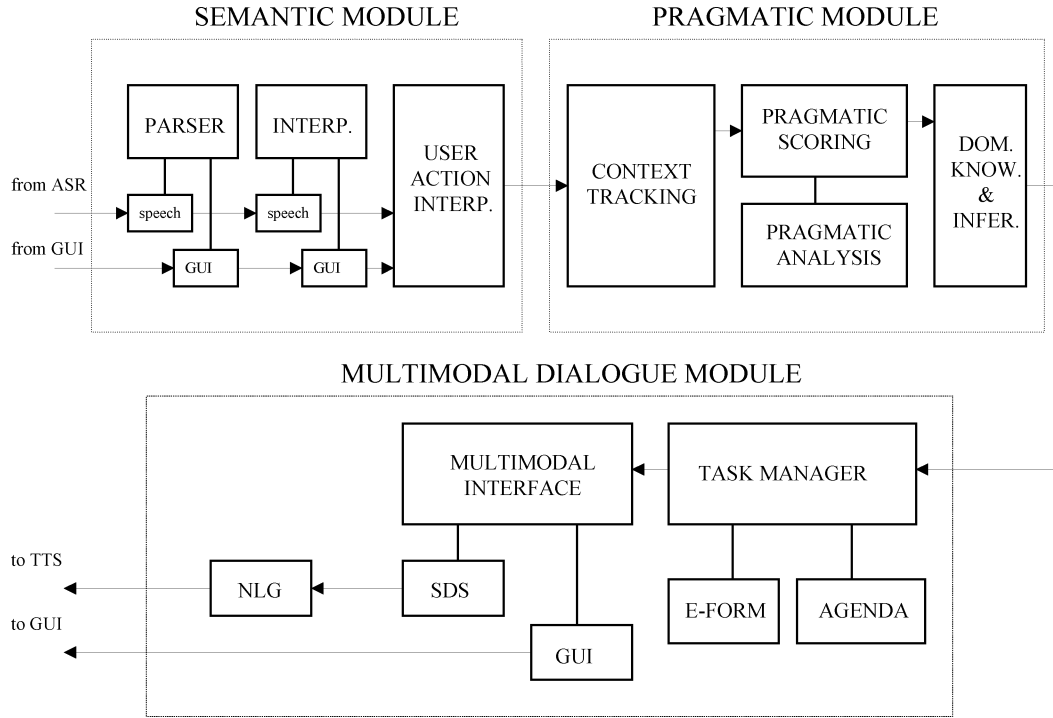 SEMANTIC MODULE
PRAGMATIC MODULE
PARSER
INTERP.
USER
ACTION
INTERP.
from ASR
speech
speech
from GUI
GUI
GUI
CONTEXT
TRACKING
PRAGMATIC
SCORING
PRAGMATIC
ANALYSIS
DOM.
KNOW.
&
INFER.
MULTIMODAL DIALOGUE MODULE
MULTIMODAL
INTERFACE
TASK MANAGER
to TTS
NLG
SDS
E-FORM
AGENDA
to GUI
GUI